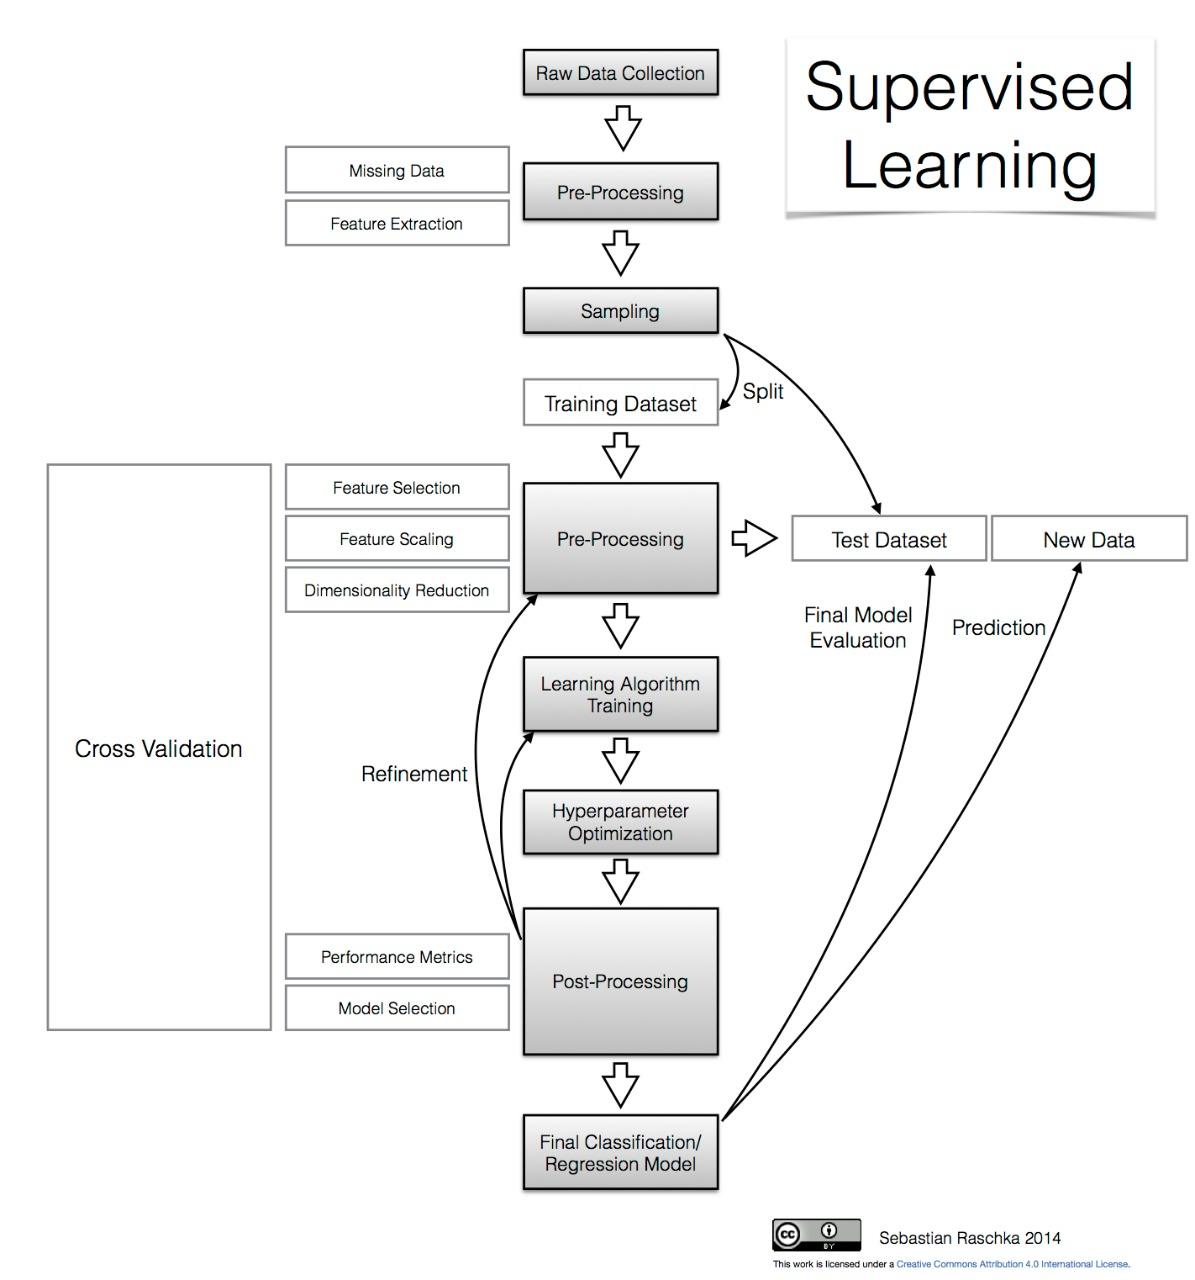 Supervised
Learning
Raw Data Collection
Missing Data
Pre-Processing
Feature Extraction
Sampling
Split
Training Dataset
Feature Selection
Feature Scaling
Pre-Processing
Test Dataset
New Data
Dimensionality Reduction
Final Model
Evaluation
Prediction
Learning Algorithm
Training
Cross Validation
Refinement
Hyperparameter
Optimization
Performance Metrics
Post-Processing
Model Selection
Final Classification/
Regression Model
cc
BY
Sebastian Raschka 2014
This work is licensed under a Creative Commons Attribution 4.0 International License.